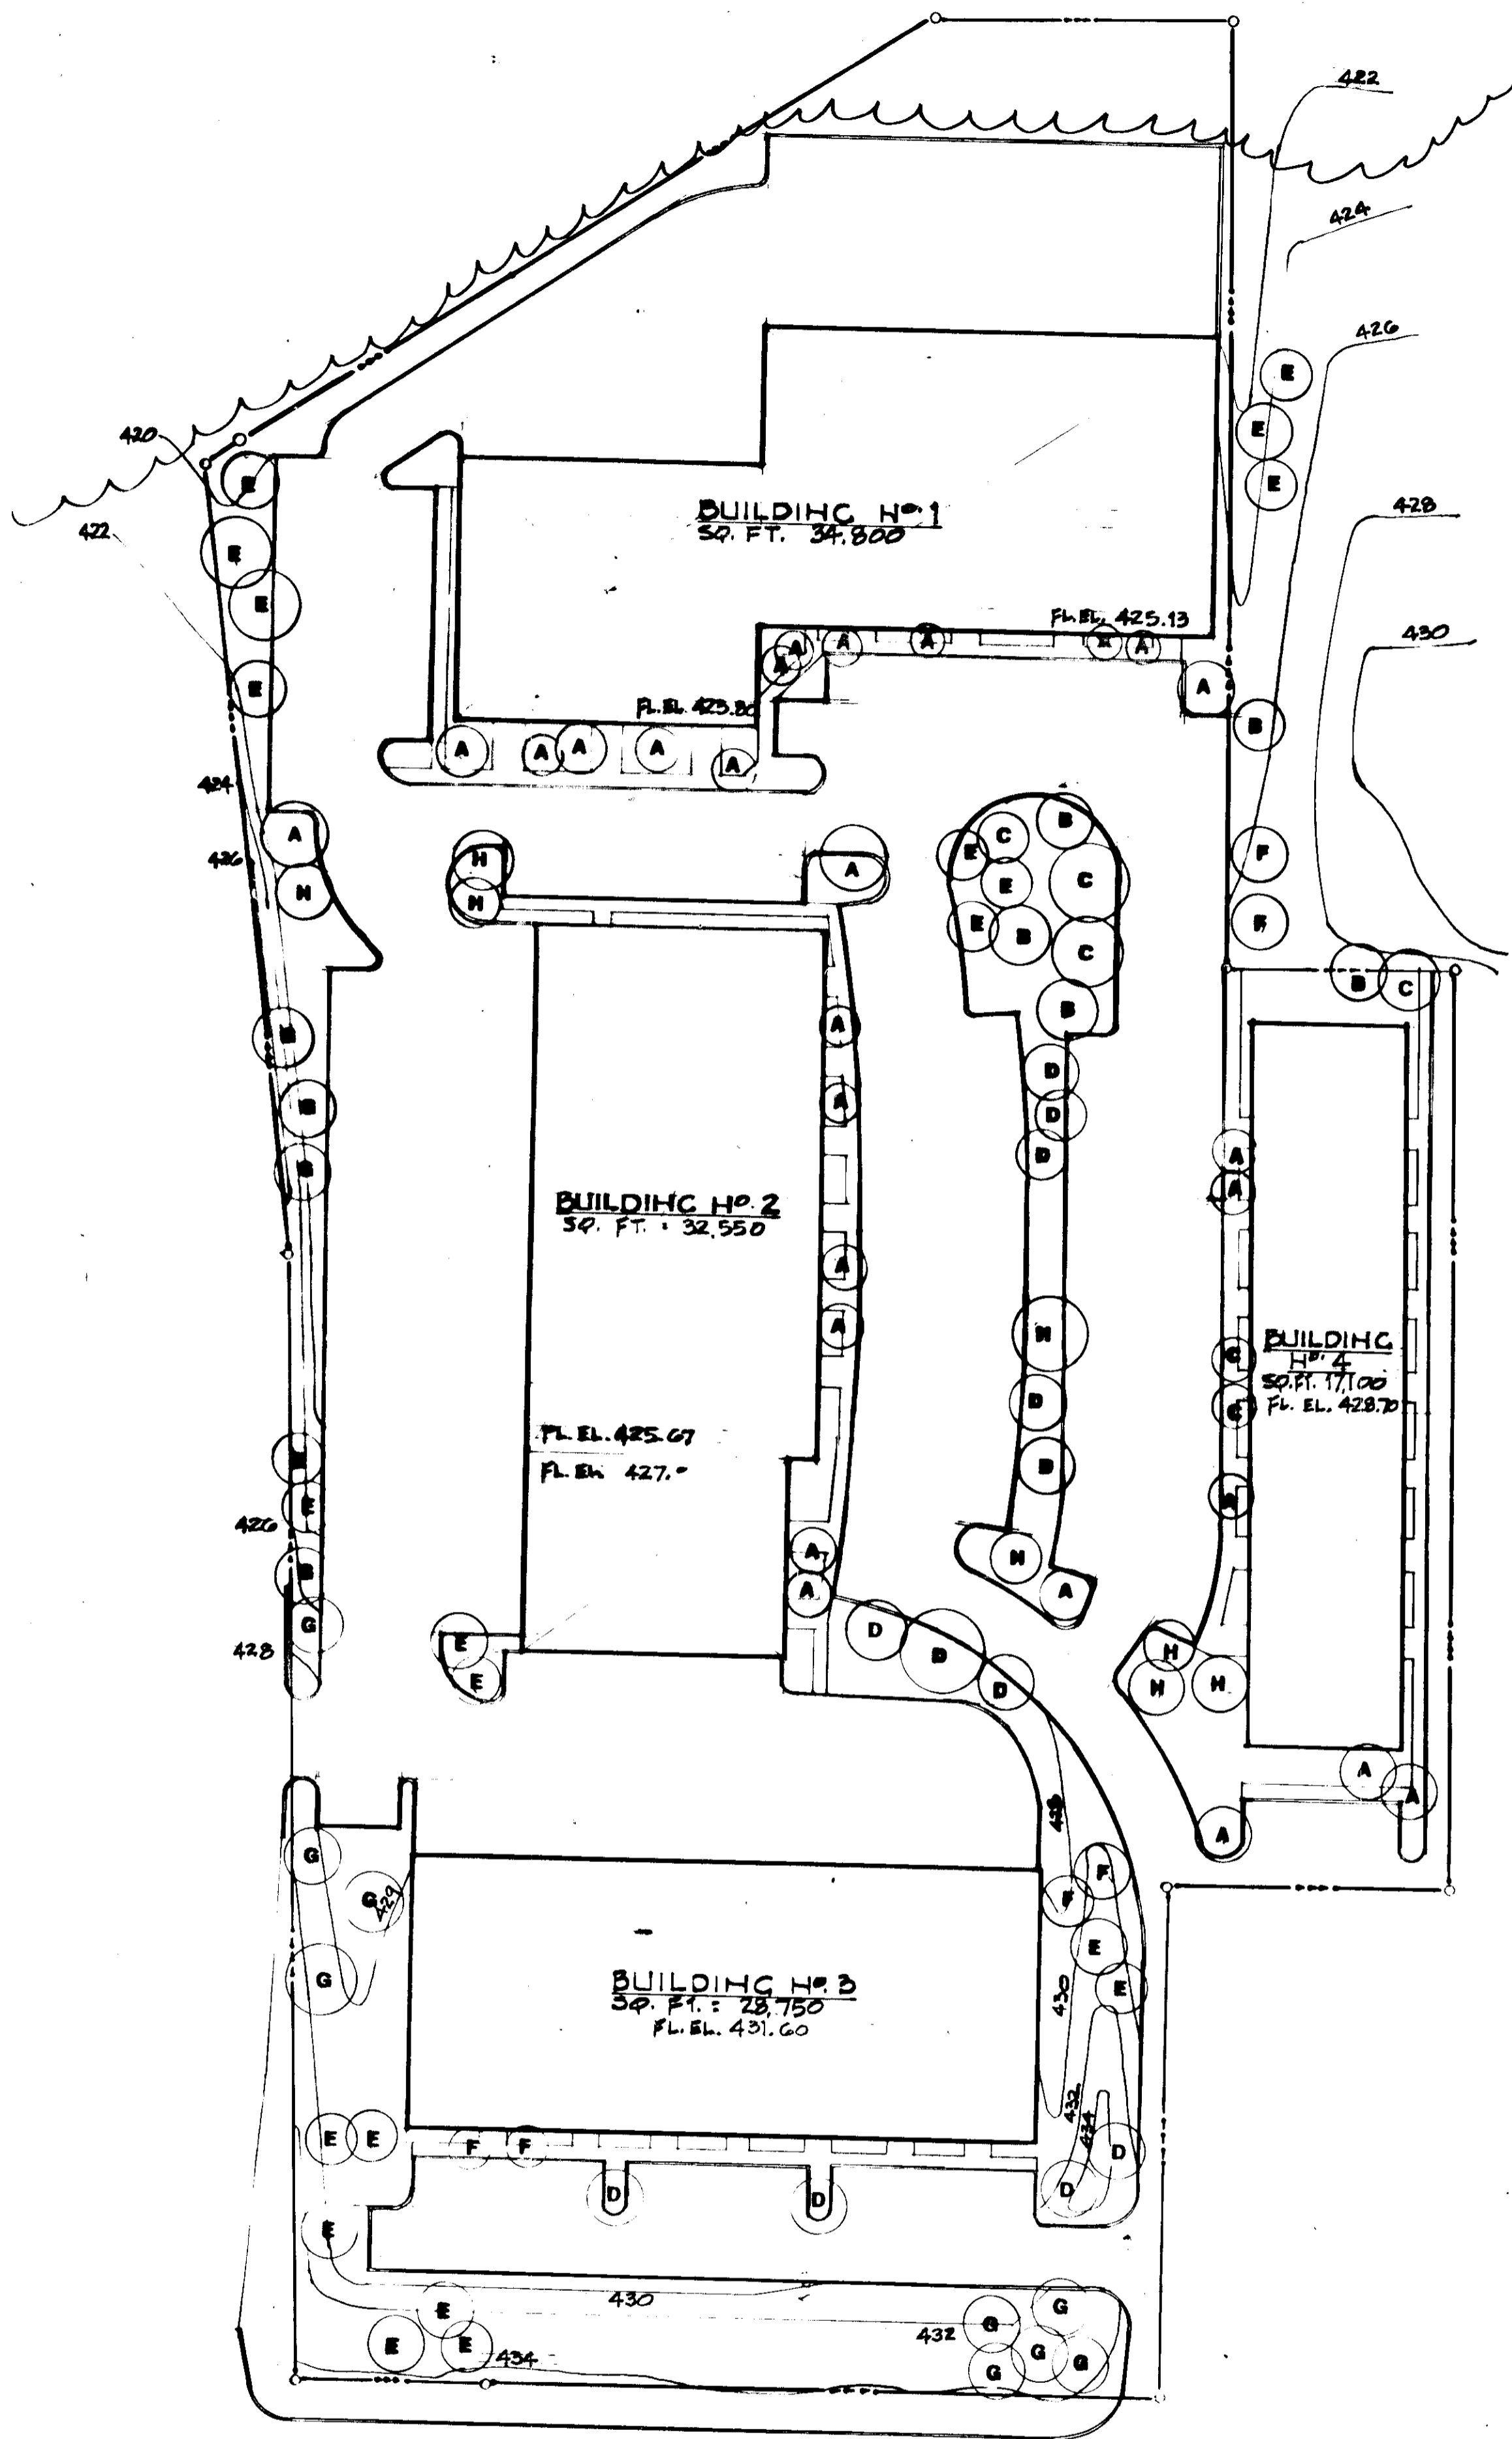 422
424
426
420
E
E
E
E
428
BUILDING Nº 1
SQ. FT. 34,800
422
E
E
FL. EL. 425.13
430
A
A
A
A
A
A
A
E
FL. EL. 423.80
B
A
A
A
A
A
424
B
A
C
E
F
426
H
A
E
C
H
H
E
B
F
C
B
C
B
A
D
A
D
D
A
A
BUILDING Nº 2
SQ. FT. : 32,550
A
A
H
BUILDING
Nº 4
SQ. FT. 17,100
FL. EL. 428.70
C
C
D
FL. EL. 425.67
FL. EL. 427.0
D
E
426
B
A
H
A
A
G
428
E
E
D
D
D
H
H
H
A
A
A
428
G
G
429
F
F
E
E
G
BUILDING Nº 3
SQ. FT. : 28,750
FL. EL. 431.60
430
432
434
E
E
F
F
D
D
D
D
E
430
E
E
E
434
432
G
G
G
G
G